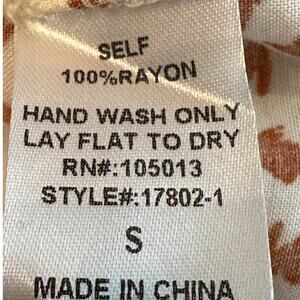 SELF
100%RAYON
HAND WASH ONLY
LAY FLAT TO DRY
RN#:105013
STYLE#:17802-1
S
MADE IN CHINA